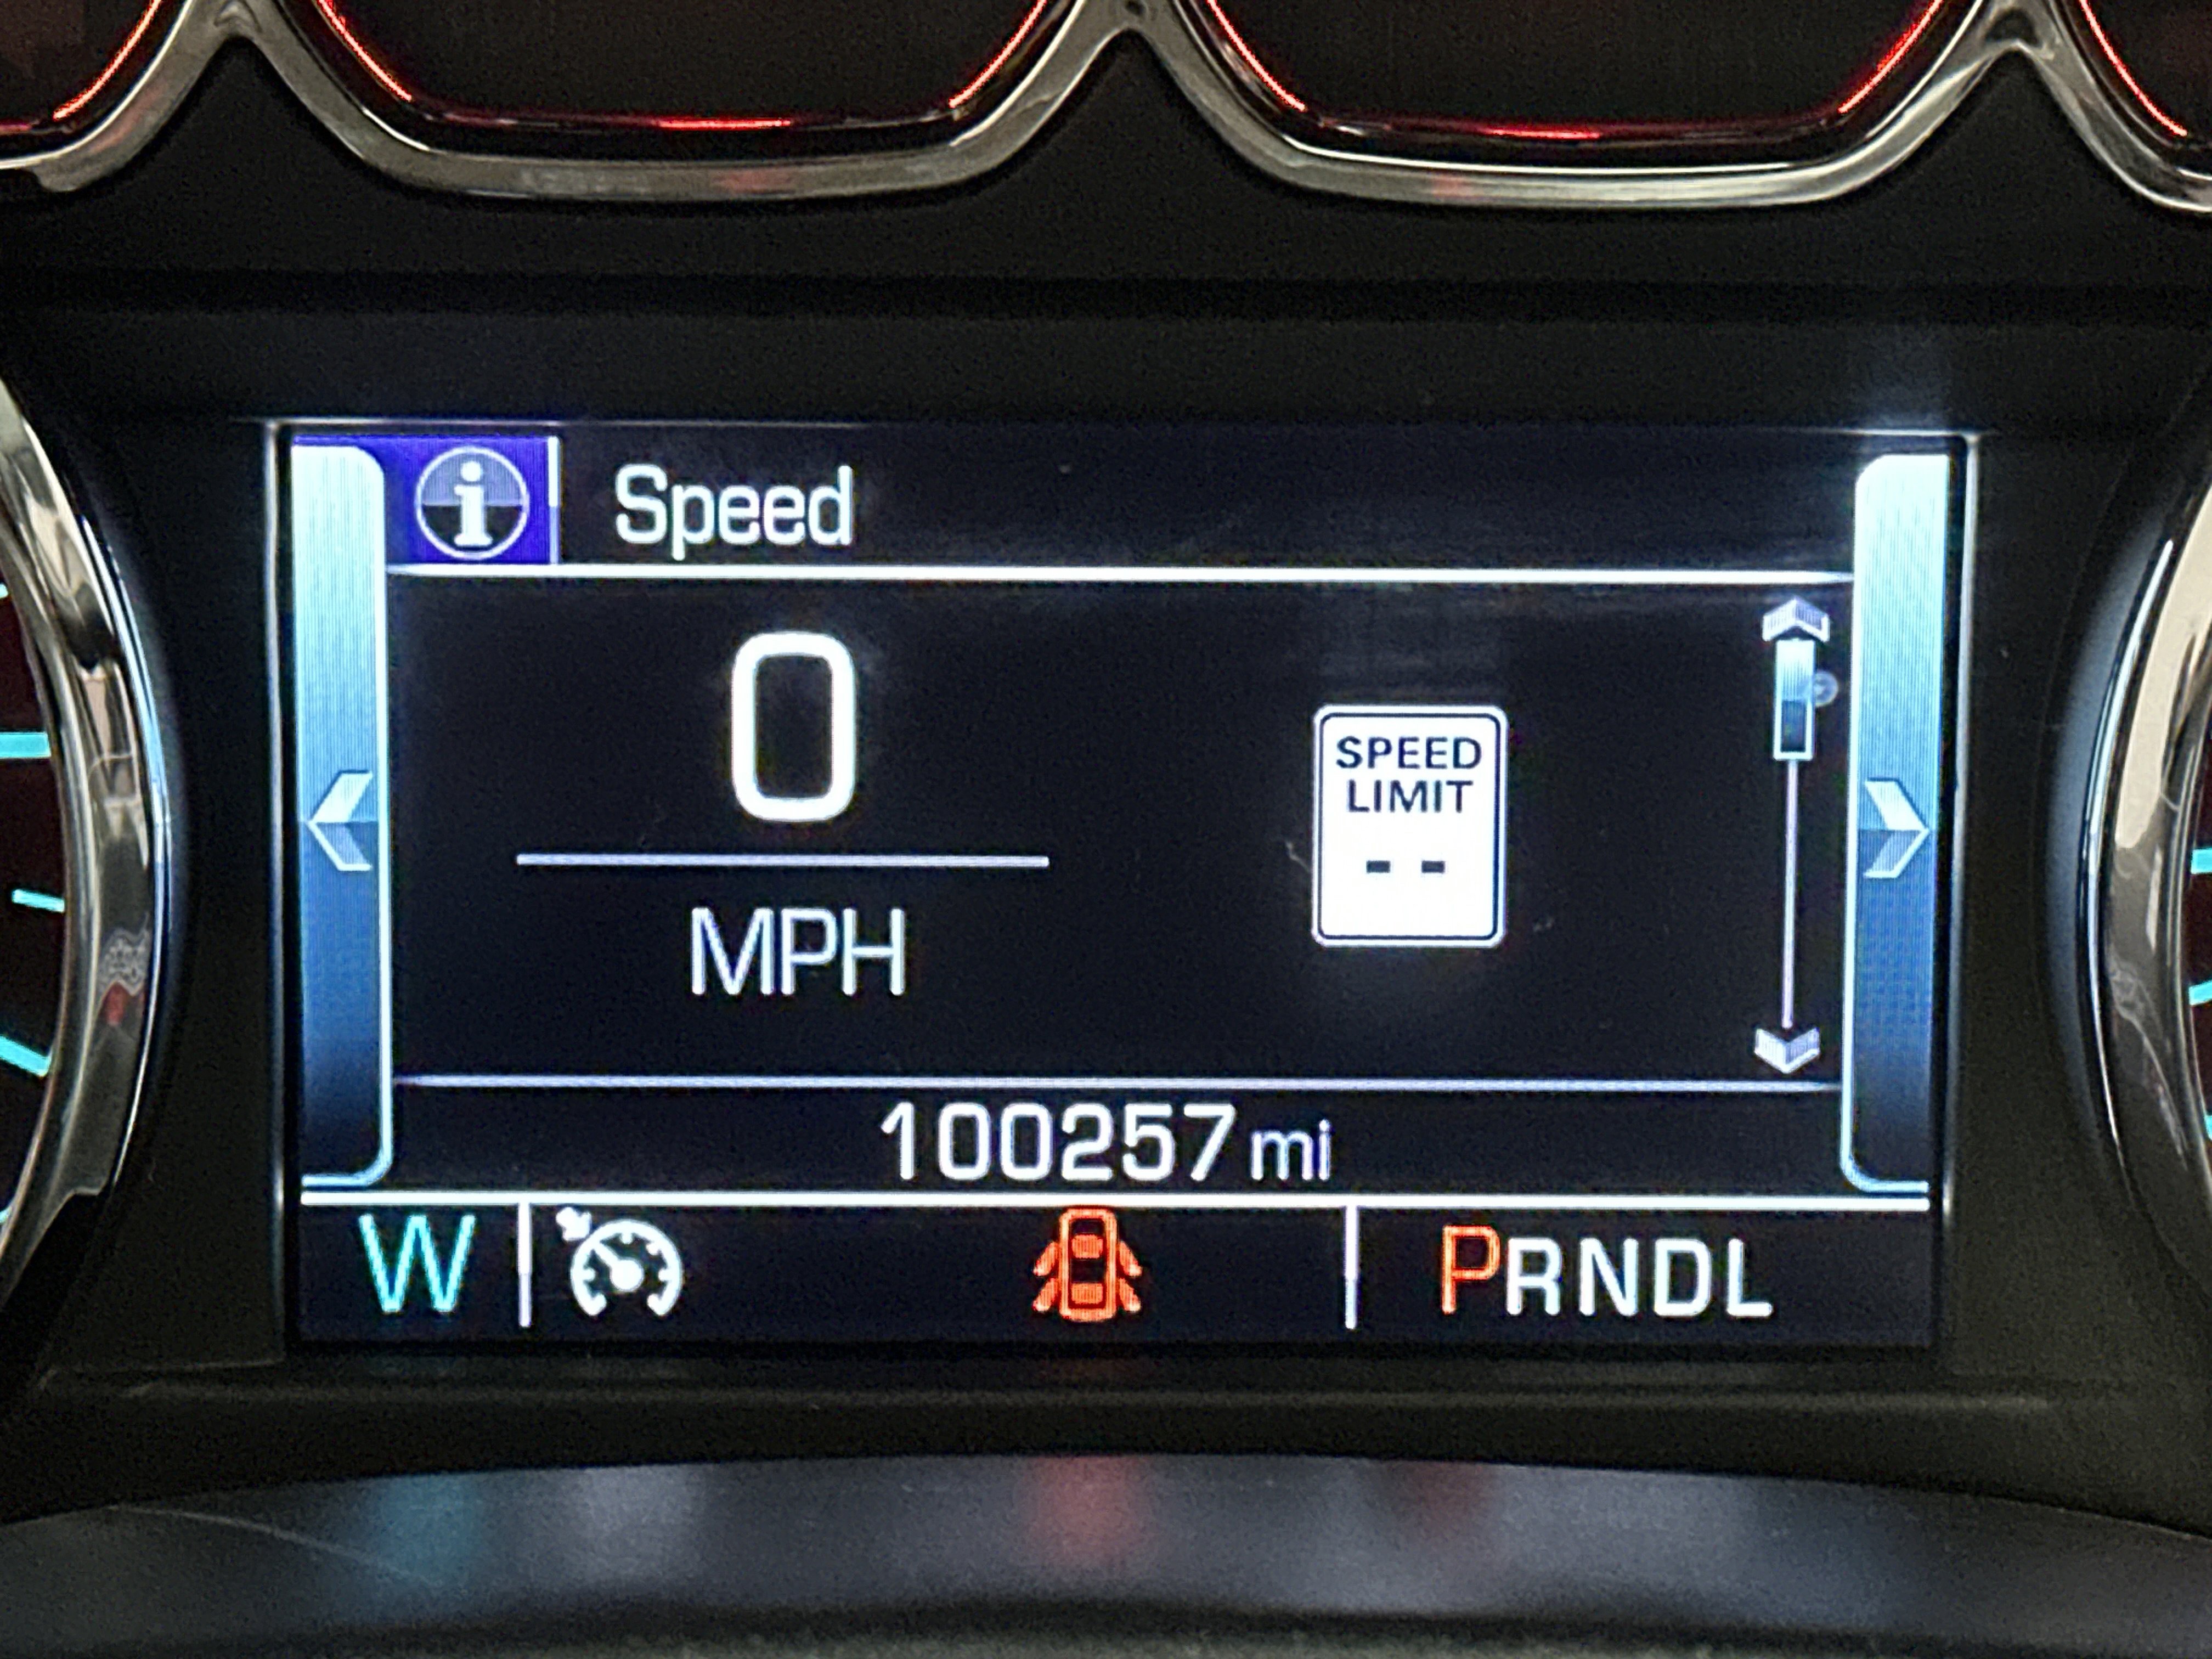 i Speed
0
MPH
SPEED
LIMIT
--
100257 mi
W PRNDL